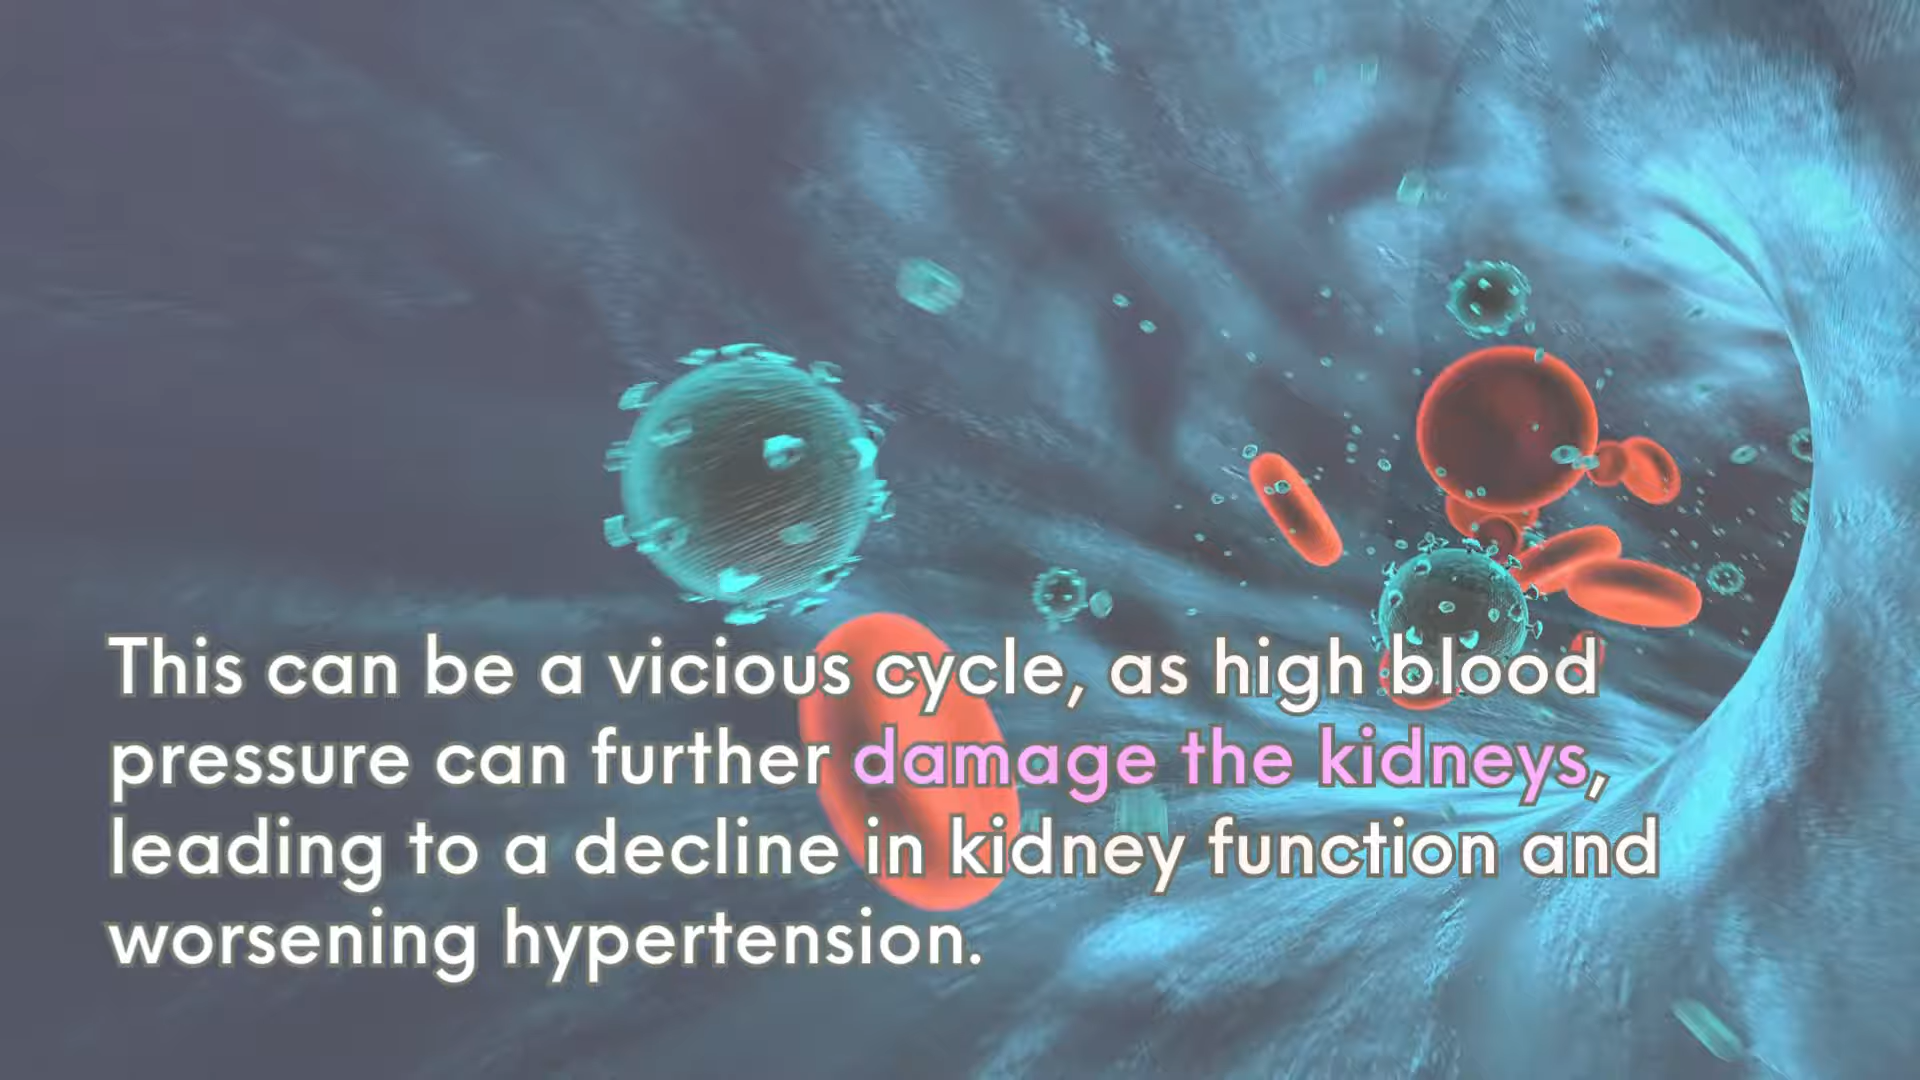 This can be a vicious cycle, as high blood
pressure can further damage the kidneys,
leading to a decline in kidney function and
worsening hypertension.